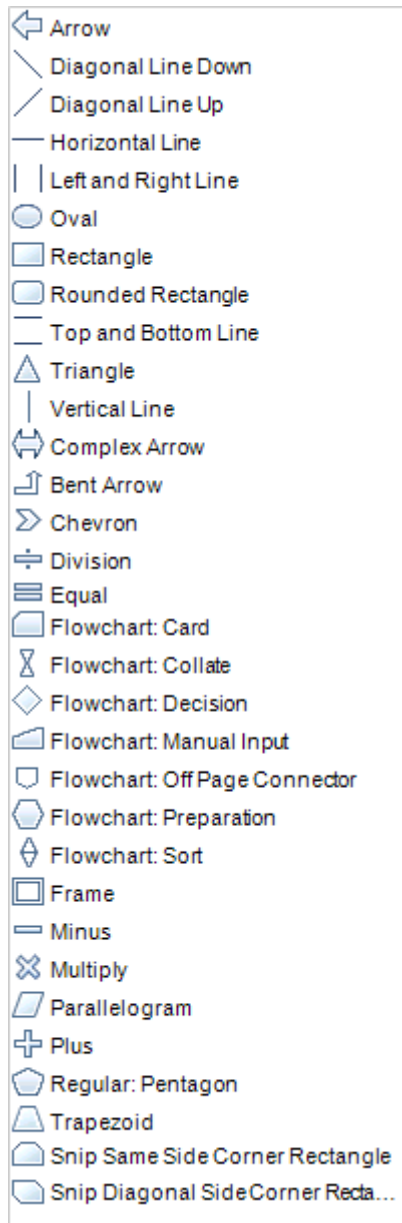 Arrow
Diagonal Line Down
Diagonal Line Up
Horizontal Line
Left and Right Line
Oval
Rectangle
Rounded Rectangle
Top and Bottom Line
Triangle
Vertical Line
Complex Arrow
Bent Arrow
Chevron
Division
Equal
Flowchart: Card
Flowchart: Collate
Flowchart: Decision
Flowchart: Manual Input
Flowchart: Off Page Connector
Flowchart: Preparation
Flowchart: Sort
Frame
Minus
Multiply
Parallelogram
Plus
Regular: Pentagon
Trapezoid
Snip Same Side Corner Rectangle
Snip Diagonal Side Corner Recta...